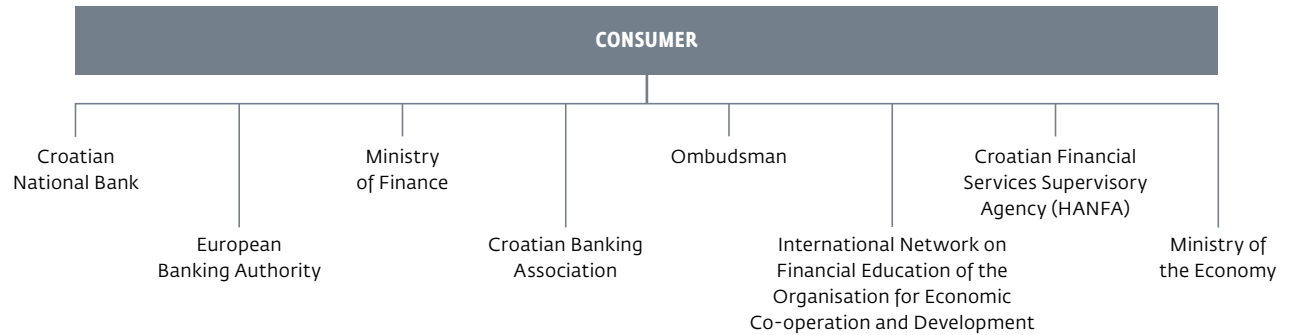 CONSUMER
Croatian
National Bank
European
Banking Authority
Ministry
of Finance
Croatian Banking
Association
Ombudsman
International Network on
Financial Education of the
Organisation for Economic
Co-operation and Development
Croatian Financial
Services Supervisory
Agency (HANFA)
Ministry of
the Economy